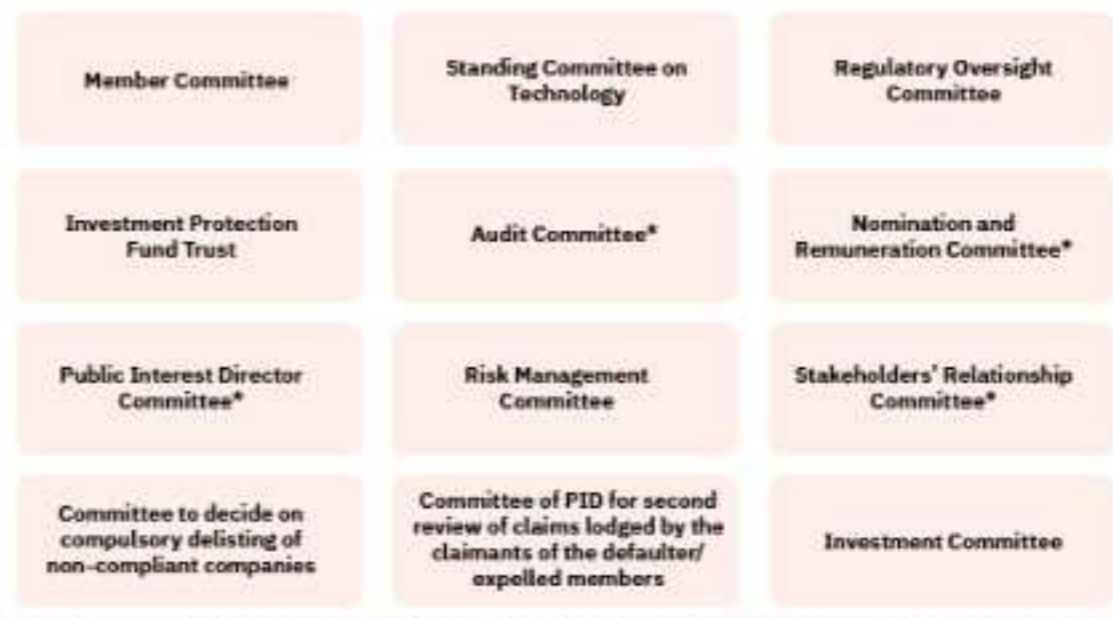 Member Committee
Standing Committee on
Technology
Regulatory Oversight
Committee
Investment Protection
Fund Trust
Audit Committee*
Nomination and
Remuneration Committee*
Public Interest Director
Committee*
Risk Management
Committee
Stakeholders' Relationship
Committee*
Committee to decide on
compulsory delisting of
non-compliant companies
Committee of PID for second
review of claims lodged by the
claimants of the defaulter/
expelled members
Investment Committee